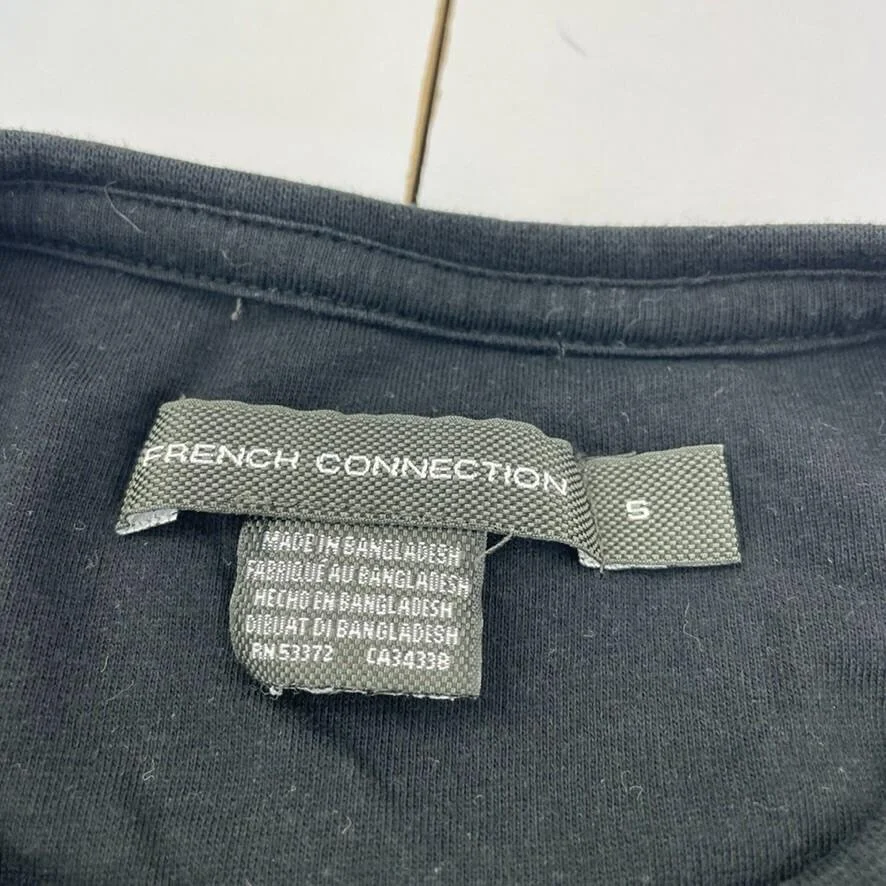 FRENCH CONNECTION
S
MADE IN BANGLADESH
FABRIQUE AU BANGLADESH
HECHO EN BANGLADESH
DIBUAT DI BANGLADESH
RN 53372 CA34338